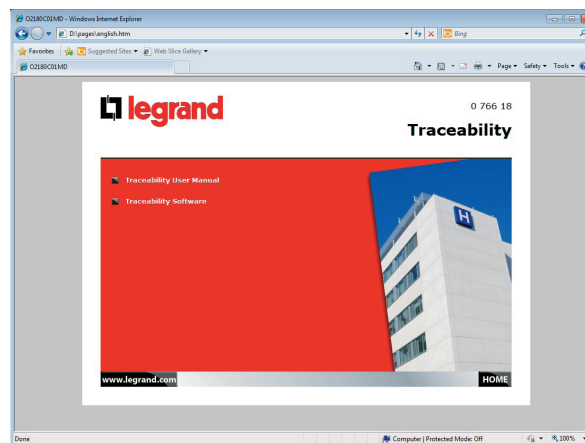 O2180C01MD - Windows Internet Explorer
D:\pages\english.htm
Bing
Favorites
Suggested Sites
Web Slice Gallery
O2180C01MD
Page
Safety
Tools
legrand
0 766 18
Traceability
Traceability User Manual
Traceability Software
H
www.legrand.com
HOME
Done
Computer | Protected Mode: Off
100%